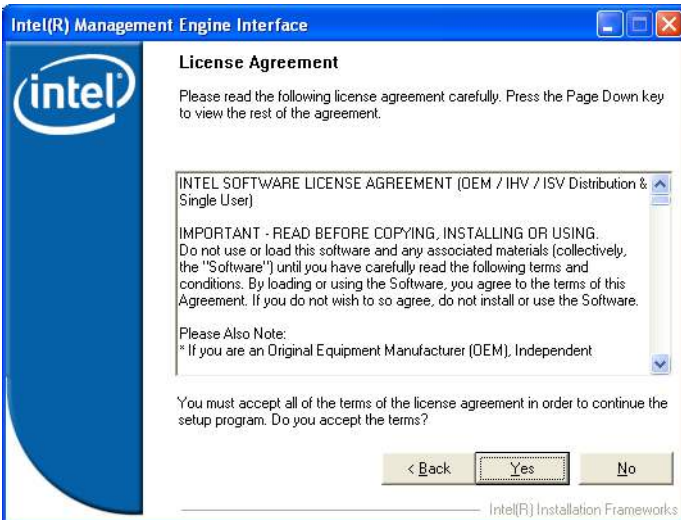 Intel(R) Management Engine Interface
intel
License Agreement
Please read the following license agreement carefully. Press the Page Down key
to view the rest of the agreement.
INTEL SOFTWARE LICENSE AGREEMENT (OEM / IHV / ISV Distribution &
Single User)
IMPORTANT - READ BEFORE COPYING, INSTALLING OR USING.
Do not use or load this software and any associated materials (collectively,
the "Software") until you have carefully read the following terms and
conditions. By loading or using the Software, you agree to the terms of this
Agreement. If you do not wish to so agree, do not install or use the Software.
Please Also Note:
* If you are an Original Equipment Manufacturer (OEM), Independent
You must accept all of the terms of the license agreement in order to continue the
setup program. Do you accept the terms?
< Back Yes No
Intel(R) Installation Frameworks